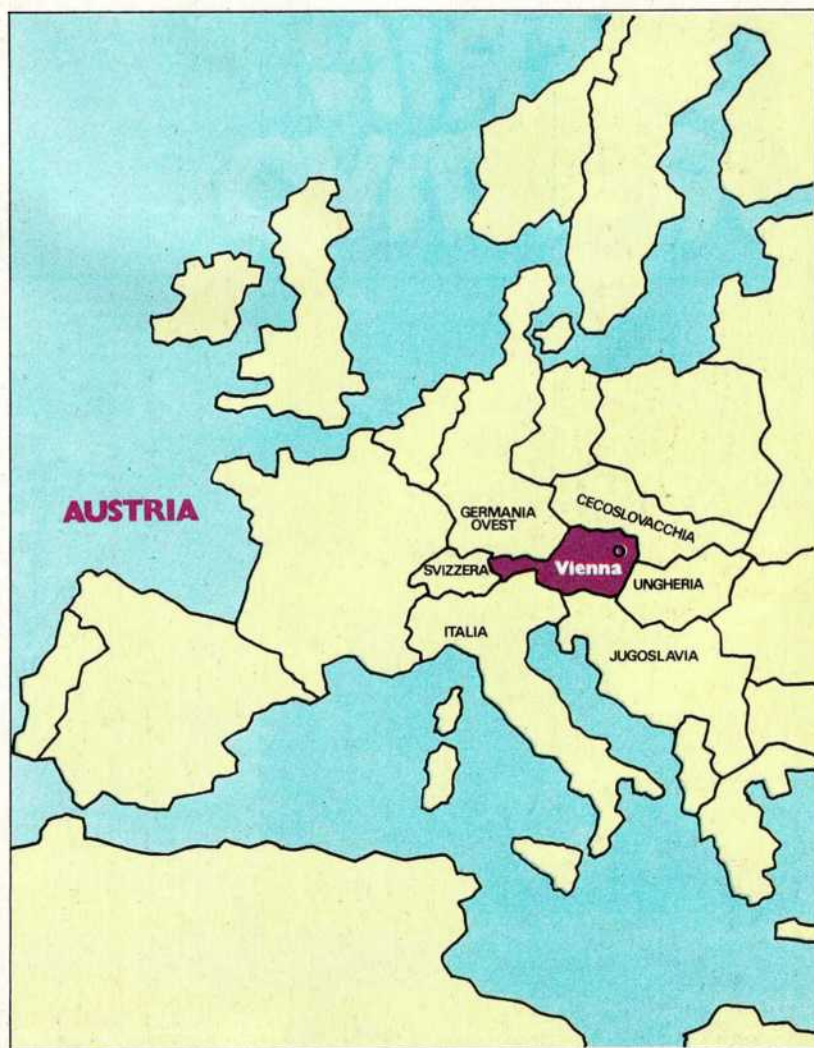 AUSTRIA
GERMANIA
OVEST
CECOSLOVACCHIA
SVIZZERA
Vienna
UNGHERIA
ITALIA
JUGOSLAVIA